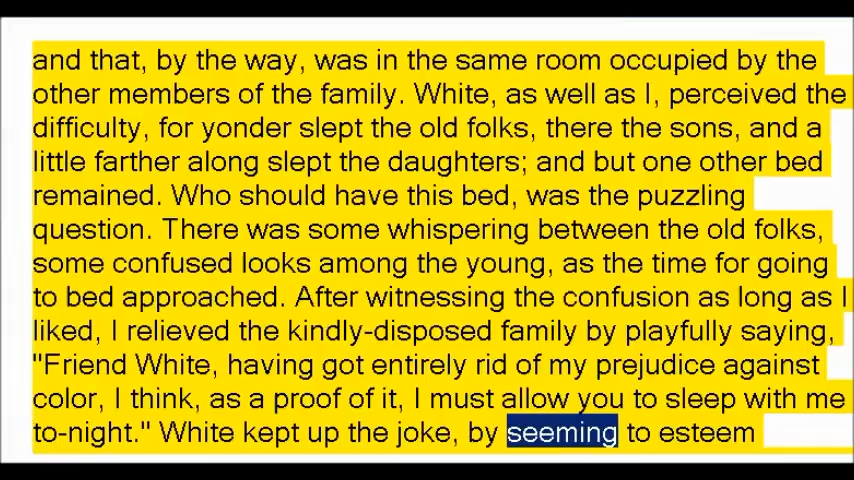 and that, by the way, was in the same room occupied by the
other members of the family. White, as well as I, perceived the
difficulty, for yonder slept the old folks, there the sons, and a
little farther along slept the daughters; and but one other bed
remained. Who should have this bed, was the puzzling
question. There was some whispering between the old folks,
some confused looks among the young, as the time for going
to bed approached. After witnessing the confusion as long as I
liked, I relieved the kindly-disposed family by playfully saying,
"Friend White, having got entirely rid of my prejudice against
color, I think, as a proof of it, I must allow you to sleep with me
to-night." White kept up the joke, by seeming to esteem